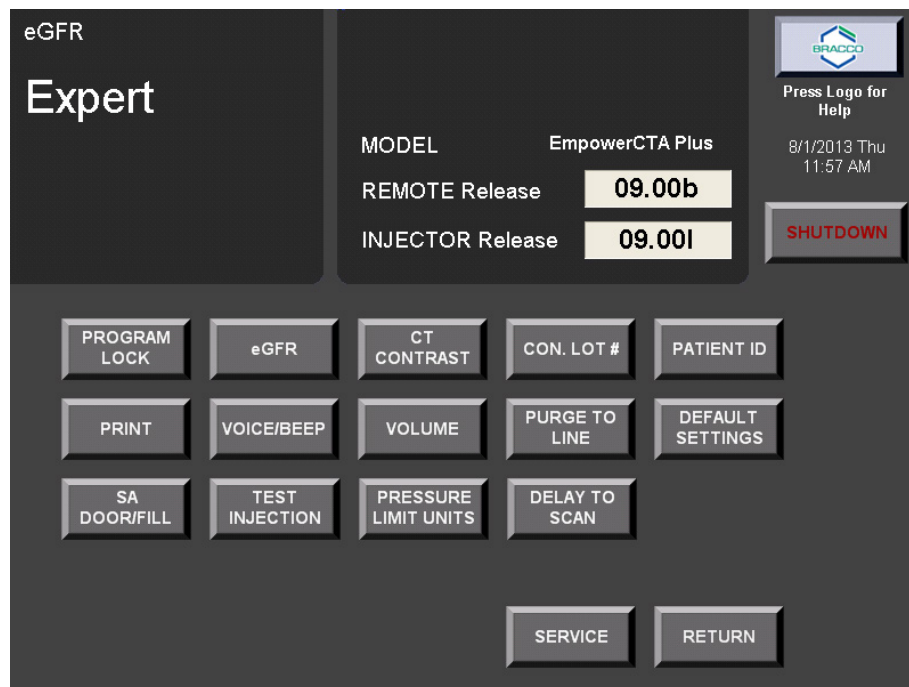 eGFR
Expert
MODEL EmpowerCTA Plus
REMOTE Release 09.00b
INJECTOR Release 09.00l
BRACCO
Press Logo for
Help
8/1/2013 Thu
11:57 AM
SHUTDOWN
PROGRAM
LOCK
eGFR
CT
CONTRAST
CON. LOT #
PATIENT ID
PRINT
VOICE/BEEP
VOLUME
PURGE TO
LINE
DEFAULT
SETTINGS
SA
DOOR/FILL
TEST
INJECTION
PRESSURE
LIMIT UNITS
DELAY TO
SCAN
SERVICE
RETURN